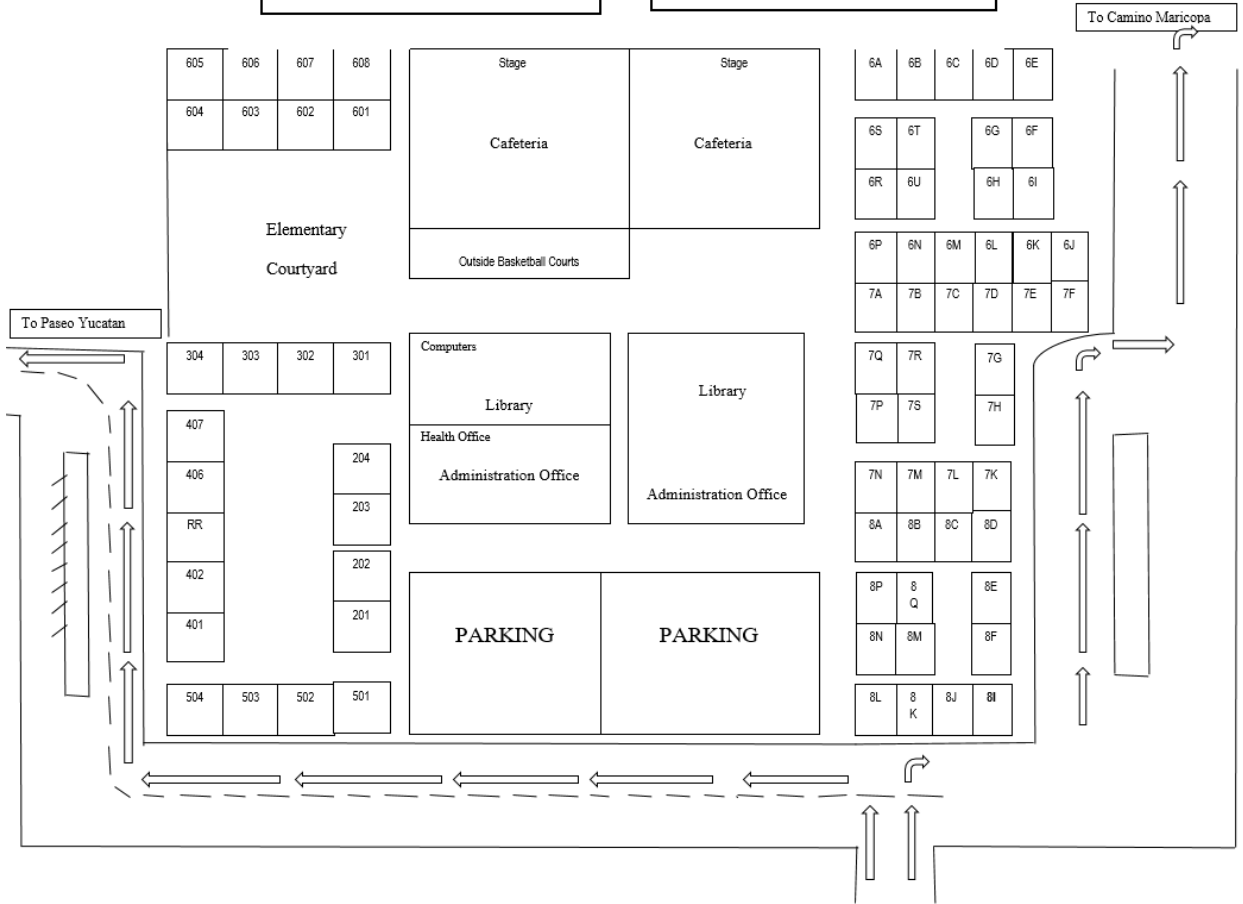 To Camino Maricopa
605 606 607 608
Stage
Stage
6A 6B 6C 6D 6E
604 603 602 601
Cafeteria
Cafeteria
6S 6T 6G 6F
6R 6U 6H 6I
Elementary
Courtyard
Outside Basketball Courts
6P 6N 6M 6L 6K 6J
7A 7B 7C 7D 7E 7F
To Paseo Yucatan
304 303 302 301
Computers
Library
Library
7Q 7R 7G
7P 7S 7H
407
406
RR
402
401
204
203
202
201
Health Office
Administration Office
Administration Office
7N 7M 7L 7K
8A 8B 8C 8D
PARKING
PARKING
8P 8
Q
8E
8N 8M 8F
504 503 502 501
8L 8
K
8J 8I